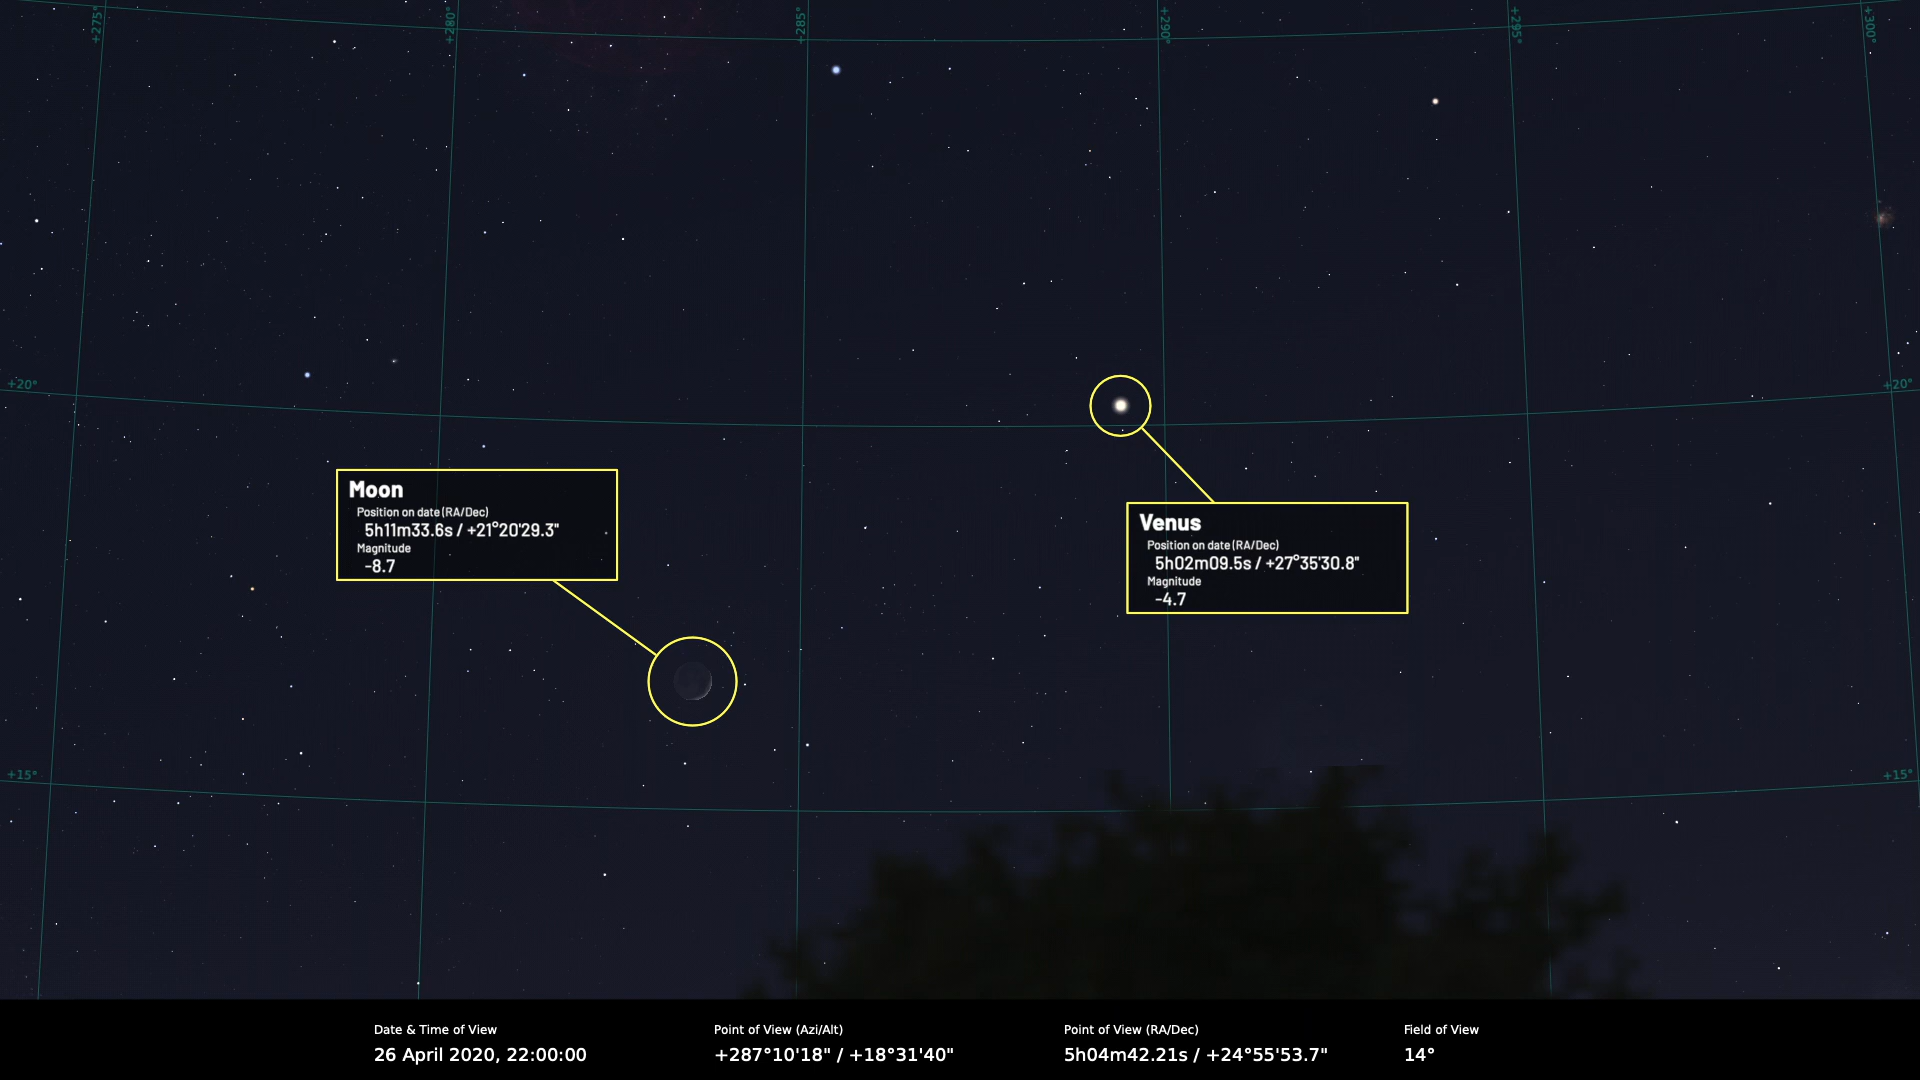 +275°
+280°
+285°
+290°
+295°
+300°
+20°
+20°
Moon
Position on date (RA/Dec)
5h11m33.6s / +21°20'29.3"
Magnitude
-8.7
Venus
Position on date (RA/Dec)
5h02m09.5s / +27°35'30.8"
Magnitude
-4.7
+15°
+15°
Date & Time of View
26 April 2020, 22:00:00
Point of View (Azi/Alt)
+287°10'18" / +18°31'40"
Point of View (RA/Dec)
5h04m42.21s / +24°55'53.7"
Field of View
14°